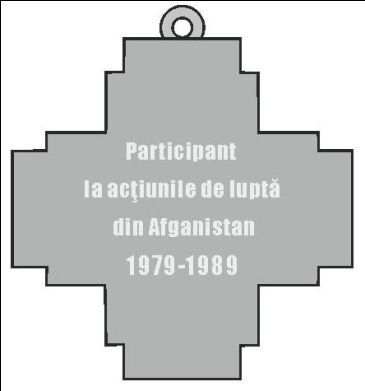 Participant
la acţiunile de luptă
din Afganistan
1979-1989